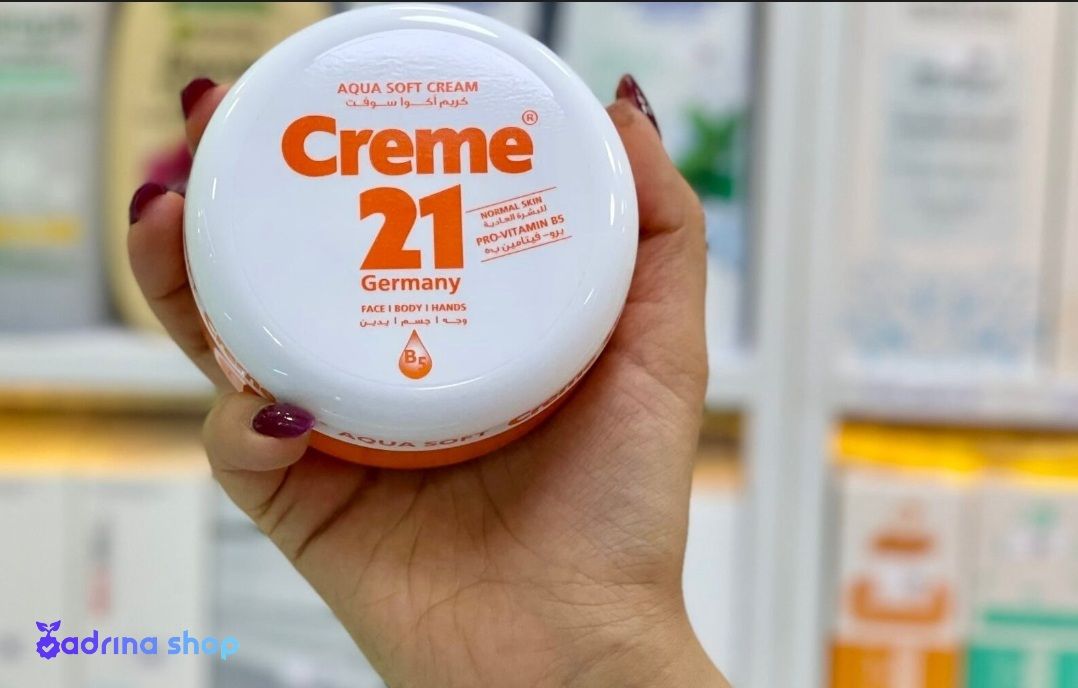 AQUA SOFT CREAM
كريم أكوا سوفت
Creme®
21
NORMAL SKIN
للبشرة العادية
PRO-VITAMIN B5
برو- فيتامين ب٥
Germany
FACE I BODY I HANDS
وجه ا جسم ا يدين
B5
AQUA SOFT
adrina shop